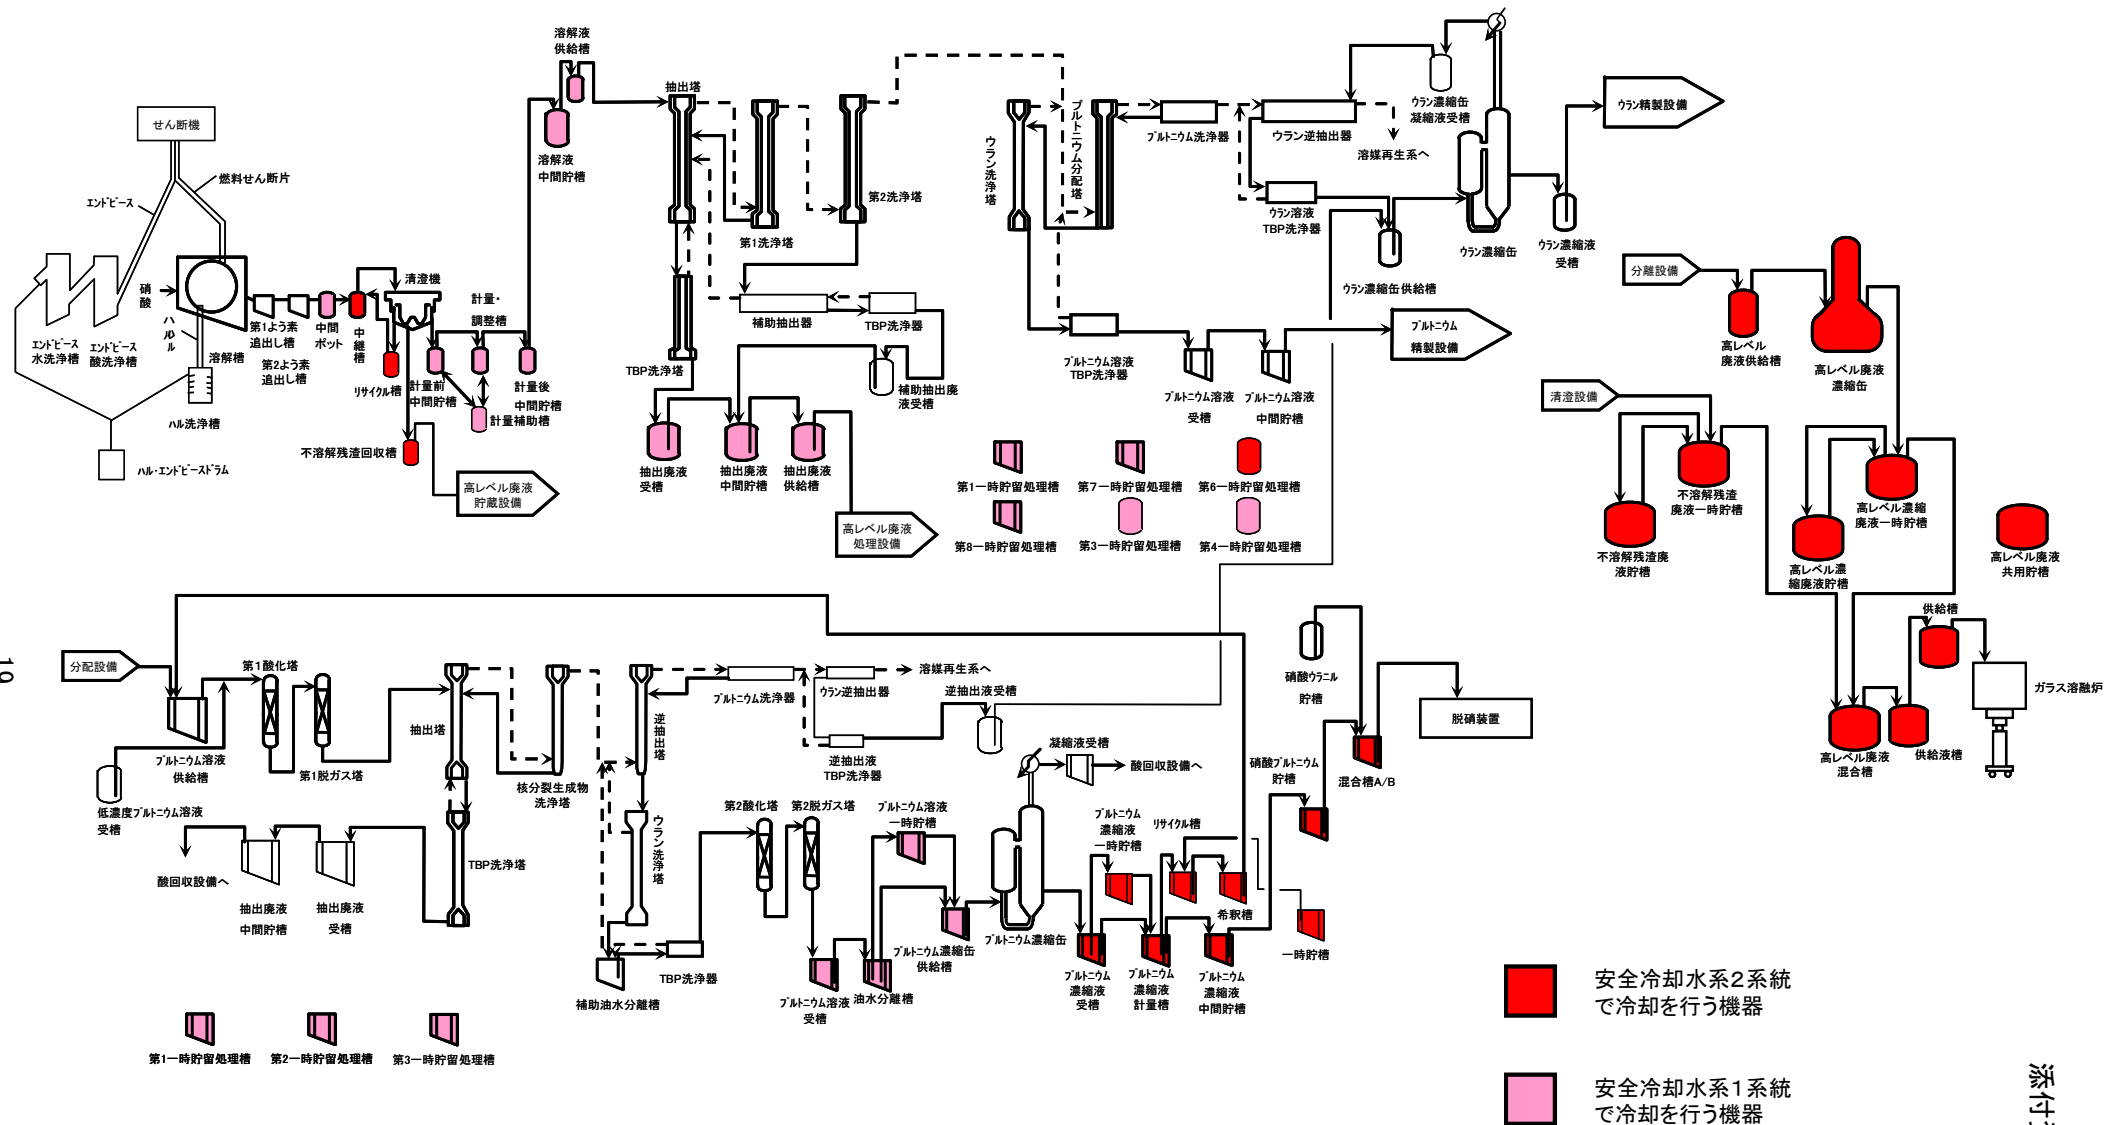 せん断機
燃料せん断片
エンドピース
エンドピース
水洗浄槽
エンドピース
酸洗浄槽
硝酸
ハル
溶解槽
ハル洗浄槽
ハル・エンドピースドラム
第1よう素
追出し槽
第2よう素
追出し槽
中間
ポット
中継槽
清澄機
リサイクル槽
不溶解残渣回収槽
計量前
中間貯槽
計量・
調整槽
計量補助槽
計量後
中間貯槽
高レベル廃液
貯蔵設備
溶解液
中間貯槽
溶解液
供給槽
抽出塔
第1洗浄塔
第2洗浄塔
TBP洗浄塔
補助抽出器
TBP洗浄器
補助抽出廃
液受槽
抽出廃液
受槽
抽出廃液
中間貯槽
抽出廃液
供給槽
高レベル廃液
処理設備
ウラン洗浄塔
プルトニウム分配塔
プルトニウム洗浄器
ウラン逆抽出器
溶媒再生系へ
ウラン溶液
TBP洗浄器
ウラン濃縮缶
凝縮液受槽
ウラン濃縮缶供給槽
ウラン濃縮缶
ウラン濃縮液
受槽
ウラン精製設備
プルトニウム溶液
TBP洗浄器
プルトニウム溶液
受槽
プルトニウム溶液
中間貯槽
プルトニウム
精製設備
第1一時貯留処理槽
第7一時貯留処理槽
第6一時貯留処理槽
第8一時貯留処理槽
第3一時貯留処理槽
第4一時貯留処理槽
分離設備
高レベル
廃液供給槽
高レベル廃液
濃縮缶
清澄設備
不溶解残渣
廃液一時貯槽
不溶解残渣廃
液貯槽
高レベル濃縮
廃液一時貯槽
高レベル濃
縮廃液貯槽
高レベル廃液
共用貯槽
高レベル廃液
混合槽
供給液槽
供給槽
ガラス溶融炉
分配設備
プルトニウム溶液
供給槽
低濃度プルトニウム溶液
受槽
第1酸化塔
第1脱ガス塔
抽出塔
TBP洗浄塔
抽出廃液
受槽
抽出廃液
中間貯槽
酸回収設備へ
核分裂生成物
洗浄塔
逆抽出塔
ウラン洗浄塔
プルトニウム洗浄器
ウラン逆抽出器
溶媒再生系へ
逆抽出液
TBP洗浄器
逆抽出液受槽
補助油水分離槽
TBP洗浄器
第2酸化塔
第2脱ガス塔
プルトニウム溶液
受槽
油水分離槽
プルトニウム溶液
一時貯槽
プルトニウム濃縮缶
供給槽
プルトニウム濃縮缶
凝縮液受槽
酸回収設備へ
プルトニウム
濃縮液
受槽
プルトニウム
濃縮液
一時貯槽
プルトニウム
濃縮液
計量槽
リサイクル槽
希釈槽
プルトニウム
濃縮液
中間貯槽
一時貯槽
硝酸プルトニウム
貯槽
硝酸ウラニル
貯槽
混合槽A/B
脱硝装置
第1一時貯留処理槽
第2一時貯留処理槽
第3一時貯留処理槽
安全冷却水系2系統
で冷却を行う機器
安全冷却水系1系統
で冷却を行う機器
添付
19